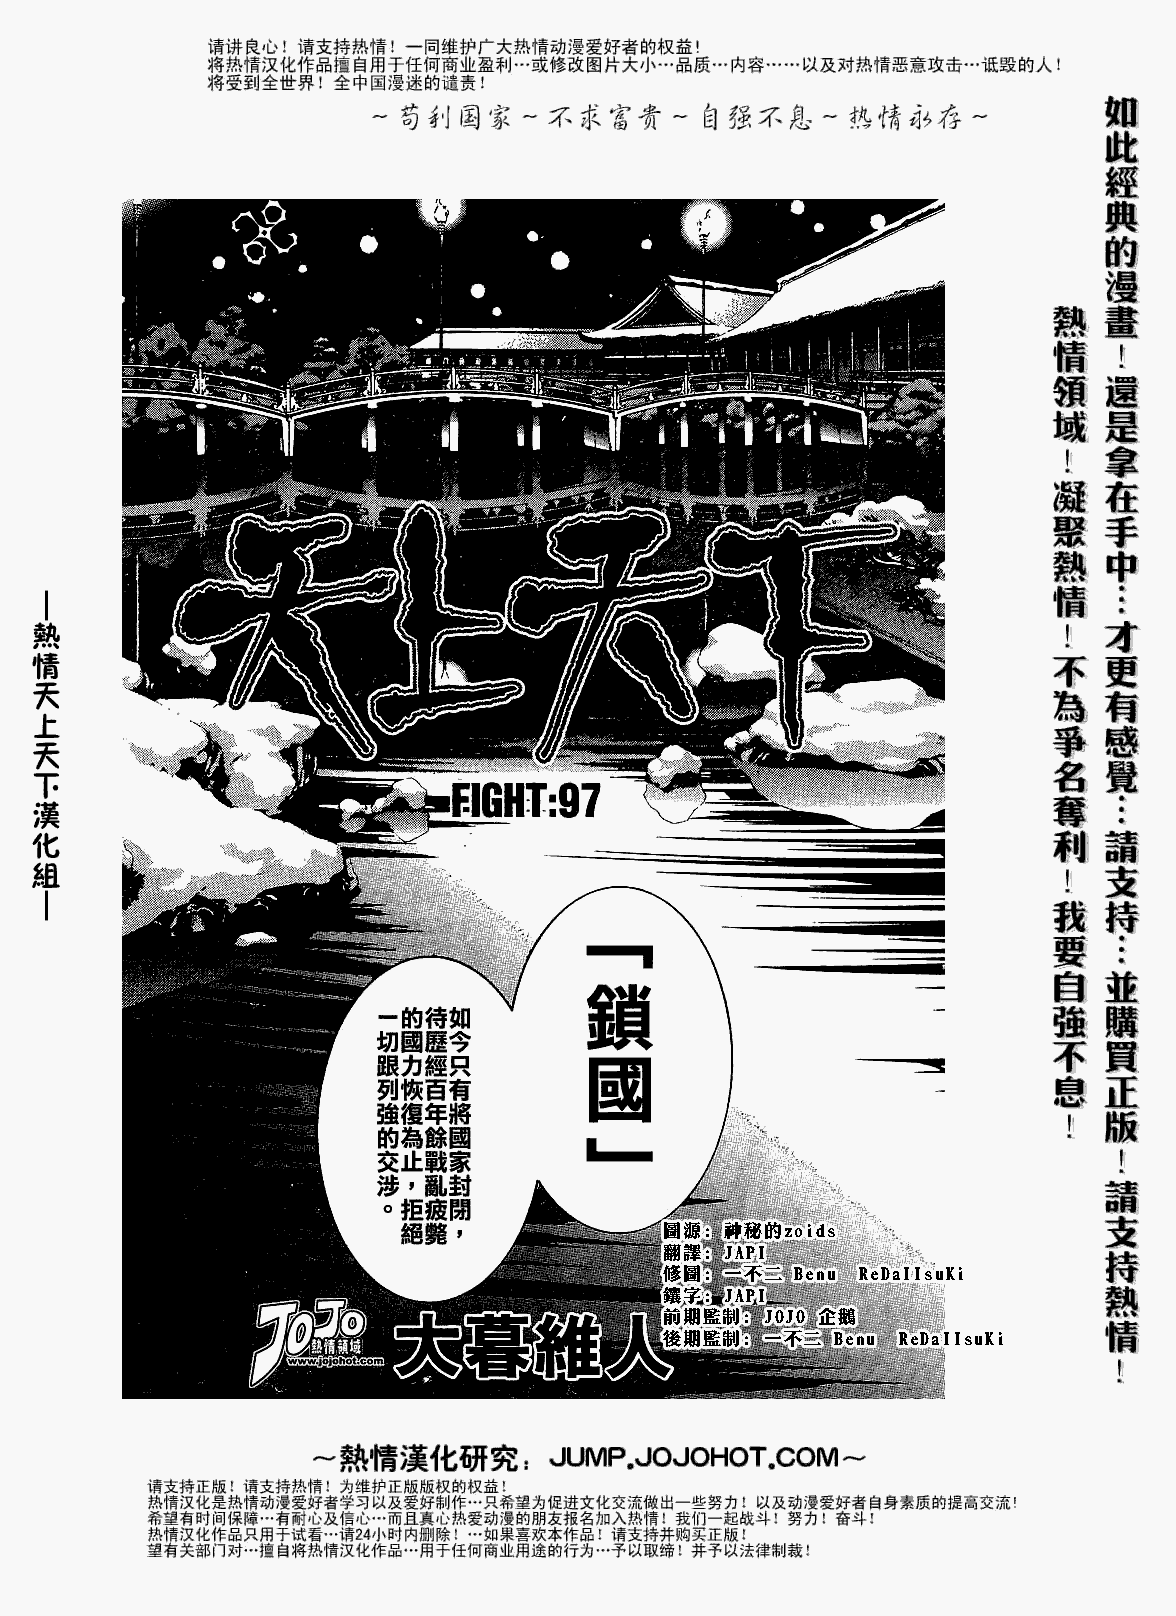 请讲良心！请支持热情！一同维护广大热情动漫爱好者的权益！
将热情汉化作品擅自用于任何商业盈利…或修改图片大小…品质…内容……以及对热情恶意攻击…诋毁的人！
将受到全世界！全中国漫迷的谴责！
～苟利国家～不求富贵～自强不息～热情永存～
如此經典的漫畫！還是拿在手中…才更有感覺…請支持…並購買正版！請支持熱情！
熱情領域！凝聚熱情！不為爭名奪利！我要自強不息！
天上天下
FIGHT:97
「鎖國」
如今只有將國家封閉，
待歷經百年餘戰亂疲斃
的國力恢復為止，拒絕
一切跟列強的交涉。
—熱情天上天下漢化組—
圖源: 神秘的zoids
翻譯: JAPI
修圖: 一不二 Benu ReDaIIsuKi
鑲字: JAPI
前期監制: JOJO 企鵝
後期監制: 一不二 Benu ReDaIIsuKi
JOJO
熱情領域
www.jojohot.com
大暮維人
～熱情漢化研究：JUMP.JOJOHOT.COM～
请支持正版！请支持热情！为维护正版版权的权益！
热情汉化是热情动漫爱好者学习以及爱好制作…只希望为促进文化交流做出一些努力！以及动漫爱好者自身素质的提高交流！
希望有时间保障…有耐心及信心…而且真心热爱动漫的朋友报名加入热情！我们一起战斗！努力！奋斗！
热情汉化作品只用于试看…请24小时内删除！…如果喜欢本作品！请支持并购买正版！
望有关部门对…擅自将热情汉化作品…用于任何商业用途的行为…予以取缔！并予以法律制裁！